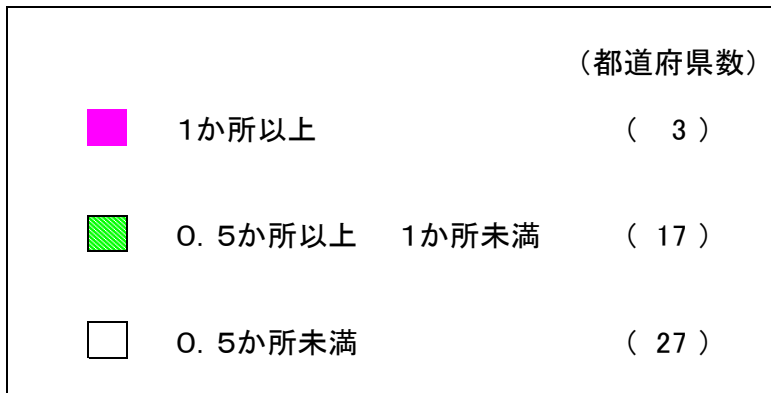 （都道府県数）
１か所以上 （ 3 ）
０．５か所以上 １か所未満 （ 17 ）
０．５か所未満 （ 27 ）